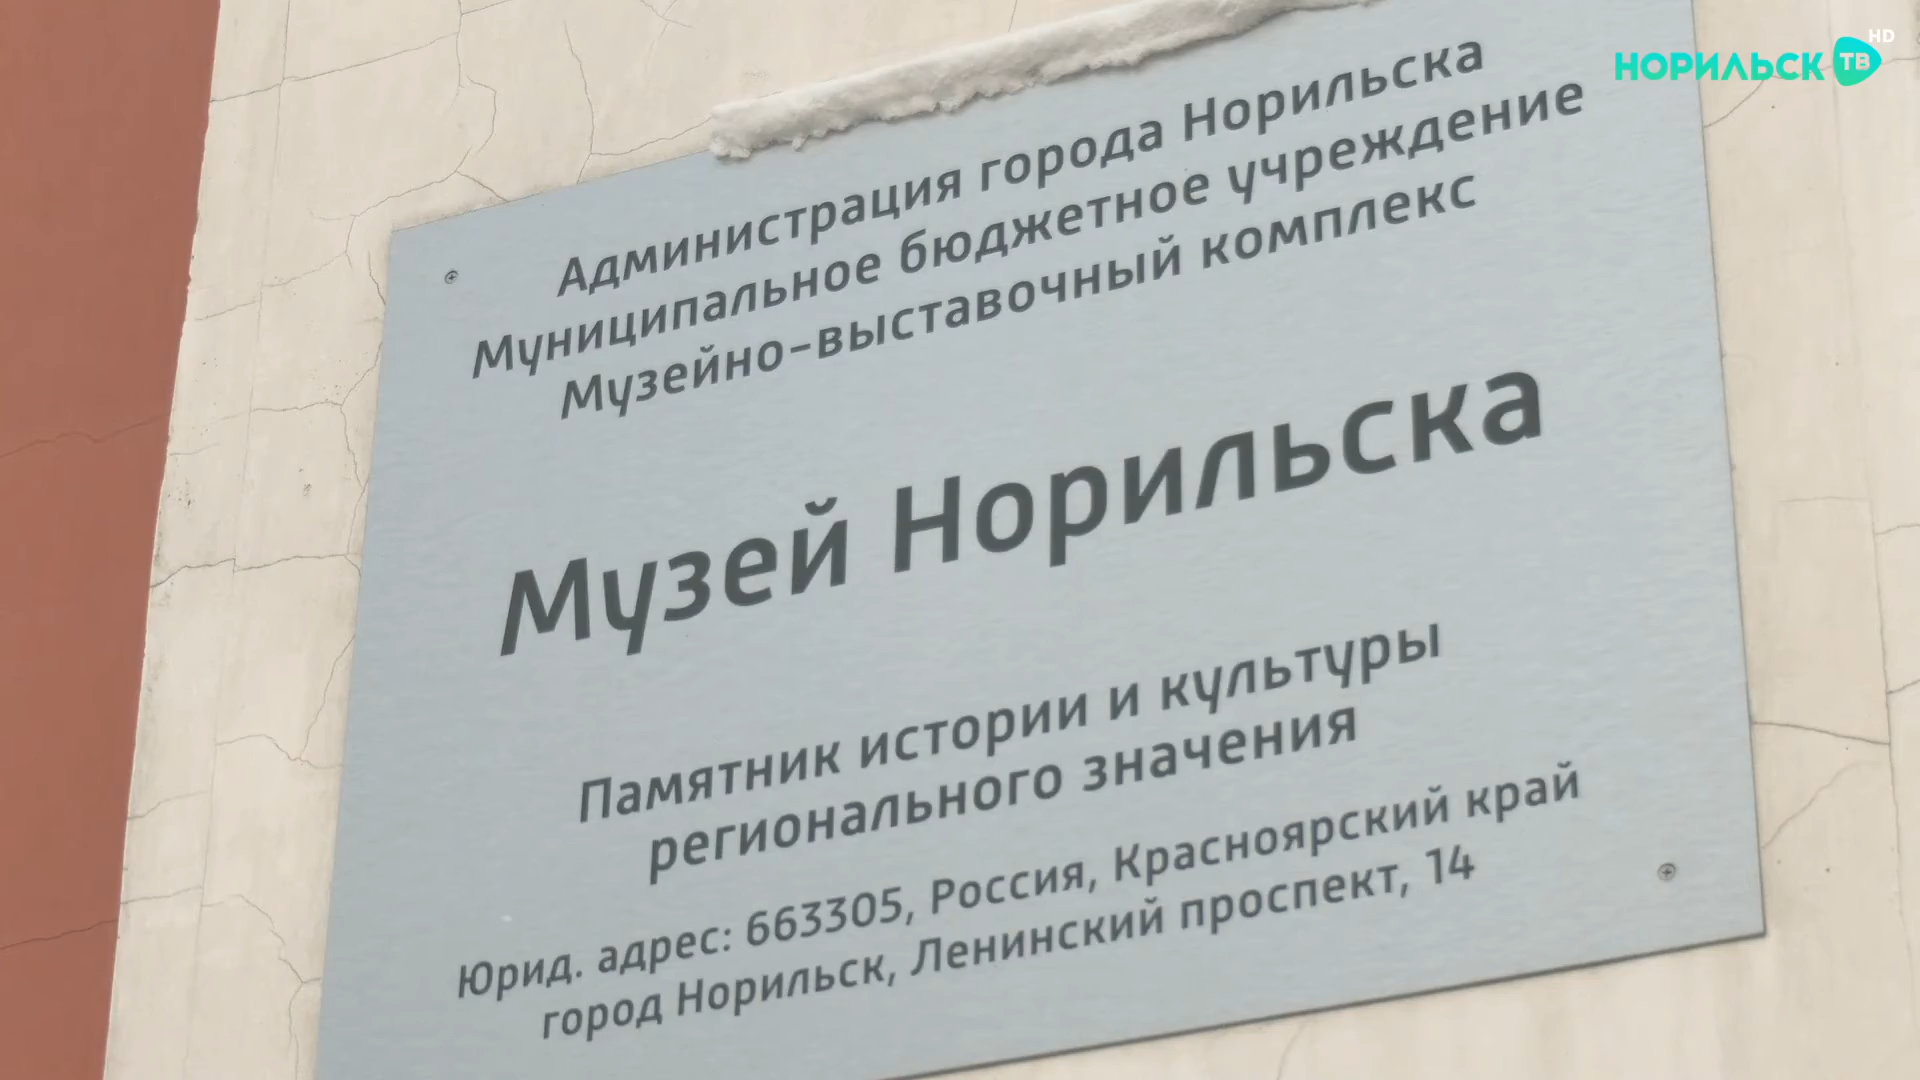 НОРИЛЬСК ТВ HD
Администрация города Норильска
Муниципальное бюджетное учреждение
Музейно-выставочный комплекс
Музей Норильска
Памятник истории и культуры
регионального значения
Юрид. адрес: 663305, Россия, Красноярский край
город Норильск, Ленинский проспект, 14